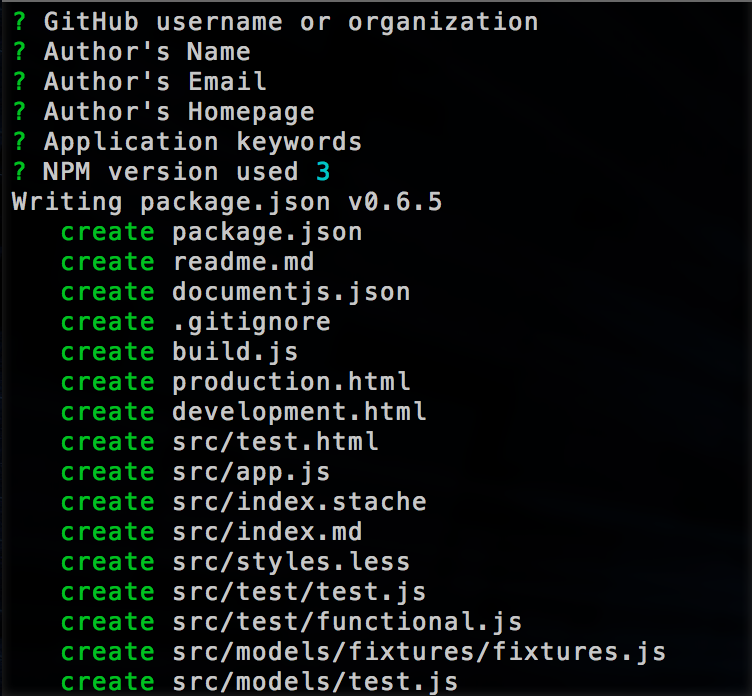 ? GitHub username or organization
? Author's Name
? Author's Email
? Author's Homepage
? Application keywords
? NPM version used 3
Writing package.json v0.6.5
create package.json
create readme.md
create documentjs.json
create .gitignore
create build.js
create production.html
create development.html
create src/test.html
create src/app.js
create src/index.stache
create src/index.md
create src/styles.less
create src/test/test.js
create src/test/functional.js
create src/models/fixtures/fixtures.js
create src/models/test.js